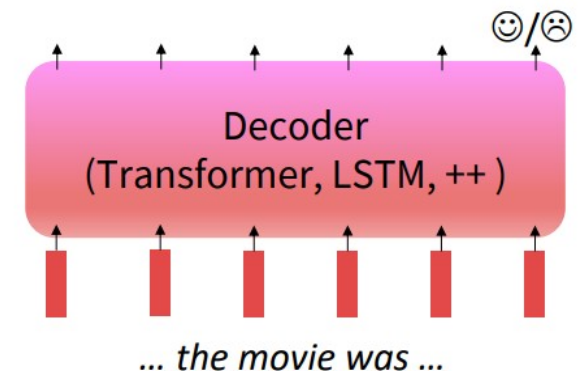 ☺/☹
Decoder
(Transformer, LSTM, ++ )
... the movie was ...